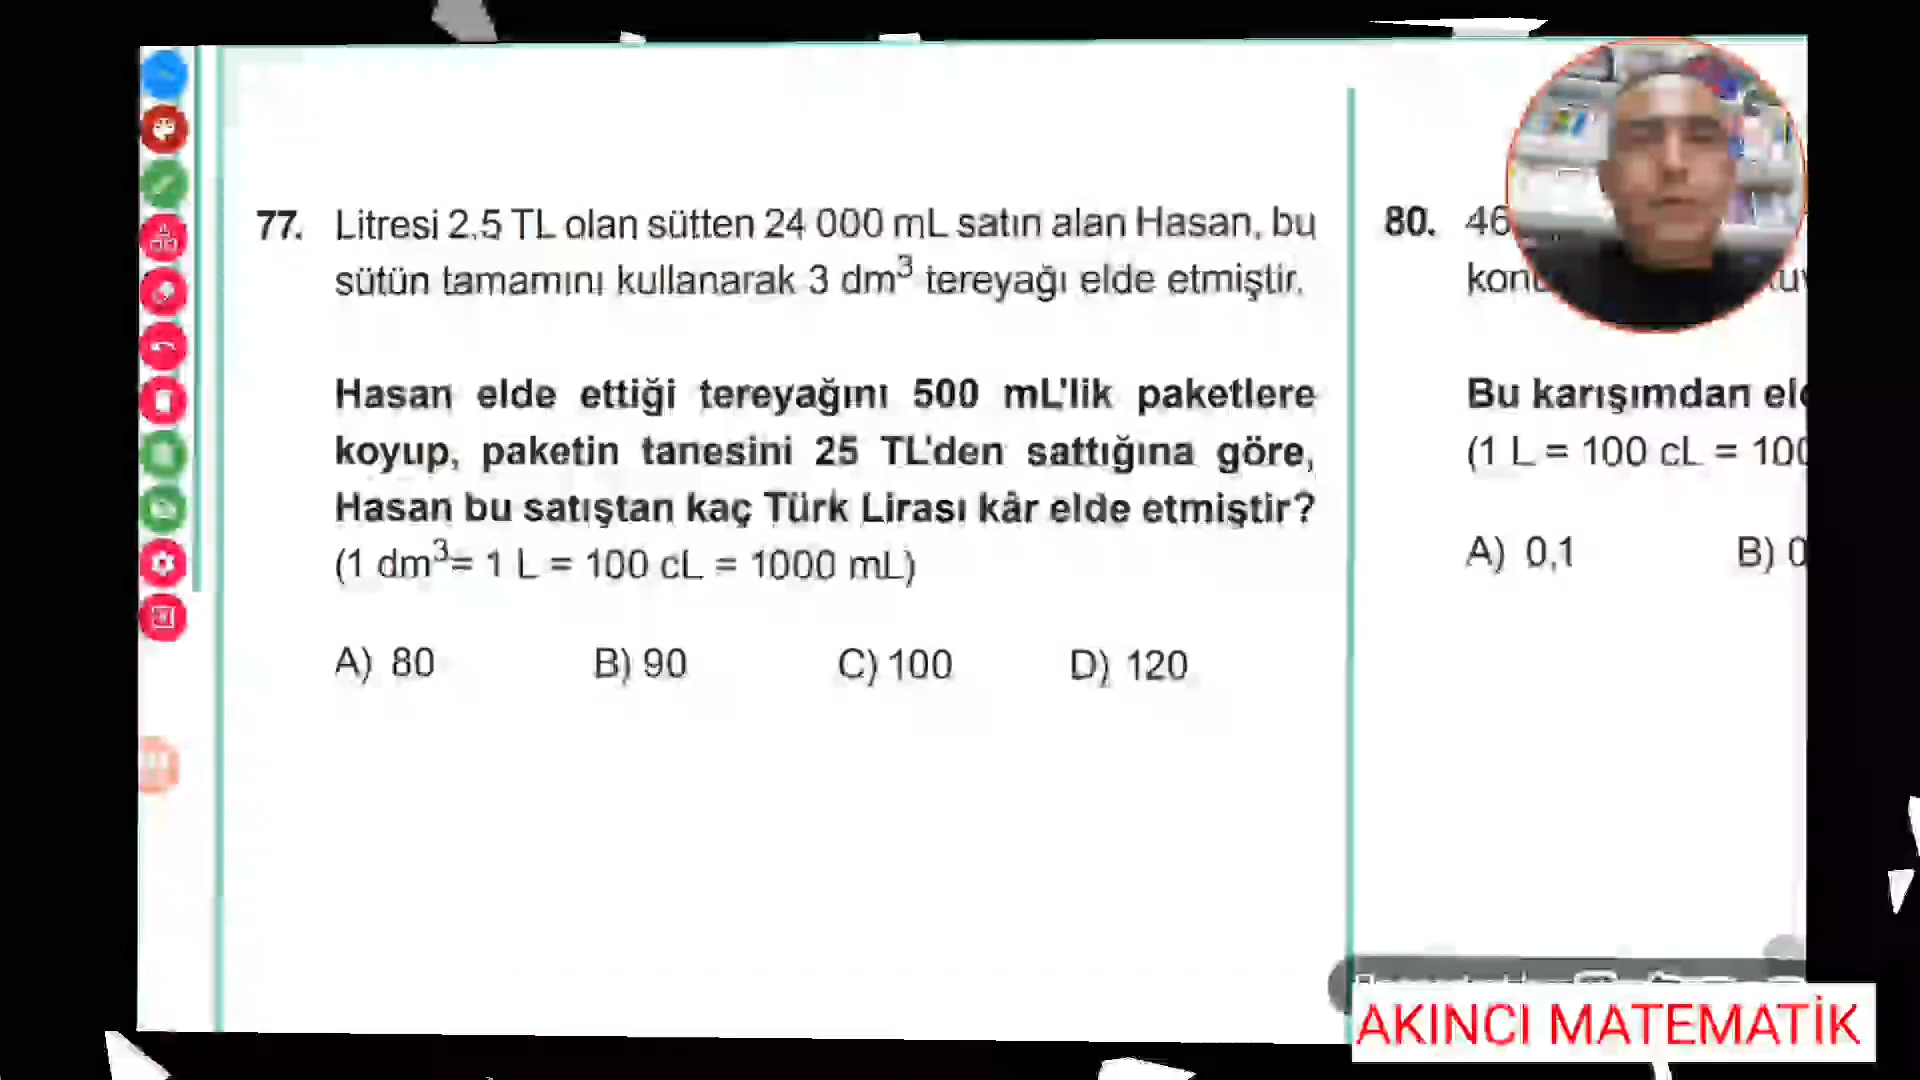 77. Litresi 2,5 TL olan sütten 24 000 mL satın alan Hasan, bu
sütün tamamını kullanarak 3 dm³ tereyağı elde etmiştir.
Hasan elde ettiği tereyağını 500 mL'lik paketlere
koyup, paketin tanesini 25 TL'den sattığına göre,
Hasan bu satıştan kaç Türk Lirası kâr elde etmiştir?
(1 dm³= 1 L = 100 cL = 1000 mL)
A) 80 B) 90 C) 100 D) 120
80. 46
Bu karışımdan
(1 L = 100 cL = 100
A) 0,1 B) 0
AKINCI MATEMATİK